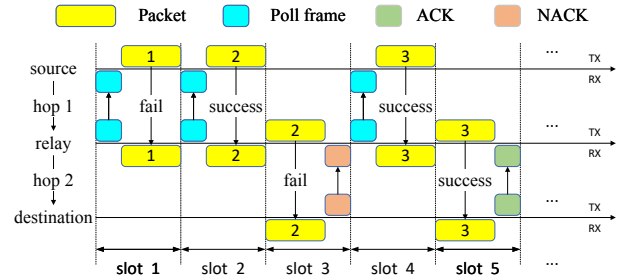 Packet Poll frame ACK NACK
1 2 3 ... TX
source RX
hop 1 fail success success
2 3 ... TX
relay 1 2 3 RX
hop 2 fail success
... TX
destination RX
2 3
slot 1 slot 2 slot 3 slot 4 slot 5 ...